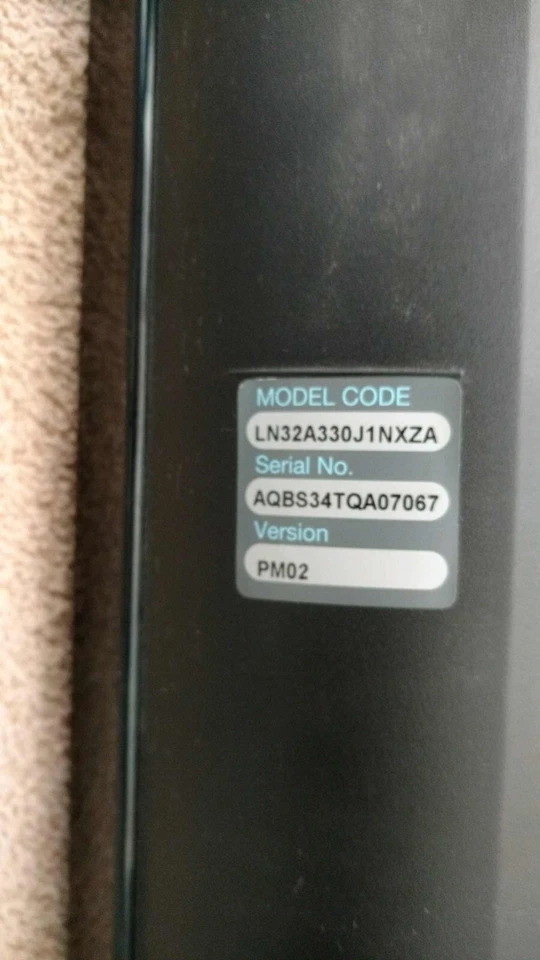 MODEL CODE
LN32A330J1NXZA
Serial No.
AQBS34TQA07067
Version
PM02